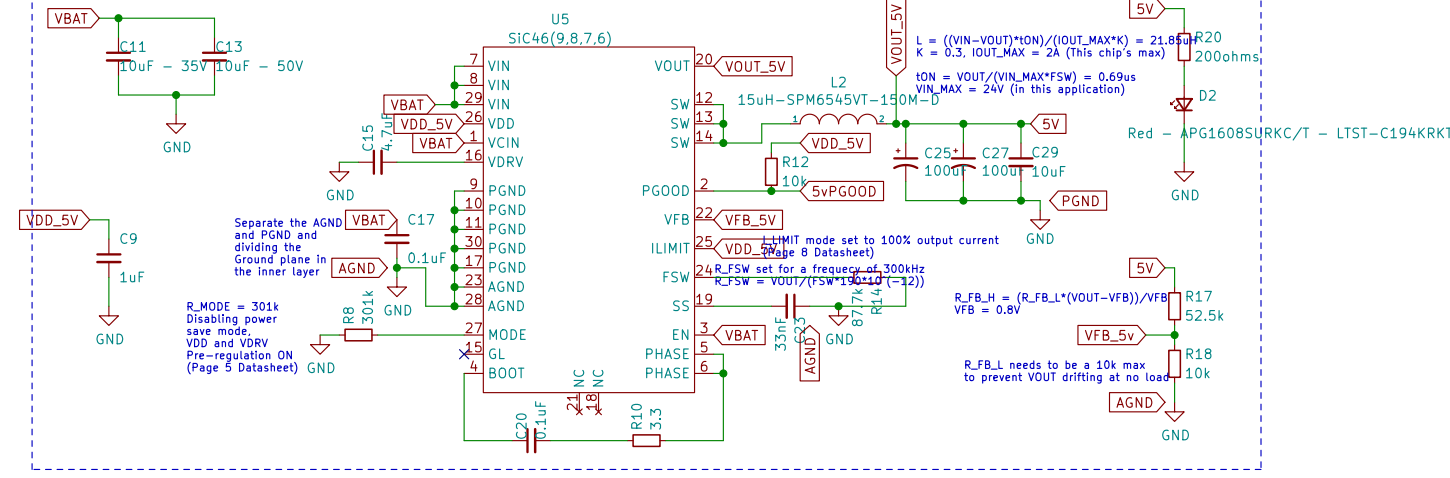 VBAT
C11
10uF - 35V
C13
10uF - 50V
GND
VDD_5V
C9
1uF
GND
Separate the AGND
and PGND and
dividing the
Ground plane in
the inner layer
R_MODE = 301k
Disabling power
save mode,
VDD and VDRV
Pre-regulation ON
(Page 5 Datasheet)
U5
SiC46(9,8,7,6)
7 VIN
8 VIN
VBAT 29 VIN
VDD_5V 26 VDD
VBAT 1 VCIN
16 VDRV
C15
4.7uF
GND
9 PGND
10 PGND
11 PGND
30 PGND
17 PGND
23 AGND
28 AGND
VBAT
C17
0.1uF
AGND
GND
R8
301k
GND
27 MODE
15 GL
4 BOOT
21 NC
18 NC
C20
0.1uF
R10
3.3
VOUT 20 VOUT_5V
SW 12
SW 13
SW 14
L2
15uH-SPM6545VT-150M-D
1 2
PGOOD 2 5vPGOOD
VDD_5V
R12
10k
VFB 22 VFB_5V
ILIMIT 25 VDD_5V
I_LIMIT mode set to 100% output current
(Page 8 Datasheet)
FSW 24
R_FSW set for a frequecy of 300kHz
R_FSW = VOUT/(FSW*190*10^(-12))
87.7k
R14
SS 19
33nF
C23
AGND
GND
EN 3 VBAT
PHASE 5
PHASE 6
VOUT_5V
L = ((VIN-VOUT)*tON)/(IOUT_MAX*K) = 21.85uH
K = 0.3, IOUT_MAX = 2A (This chip's max)
tON = VOUT/(VIN_MAX*FSW) = 0.69us
VIN_MAX = 24V (in this application)
5V
C25
100uF
C27
100uF
C29
10uF
PGND
GND
5V
R20
200ohms
D2
Red - APG1608SURKC/T - LTST-C194KRKT
GND
5V
R_FB_H = (R_FB_L*(VOUT-VFB))/VFB
VFB = 0.8V
R17
52.5k
VFB_5v
R_FB_L needs to be a 10k max
to prevent VOUT drifting at no load
R18
10k
AGND
GND